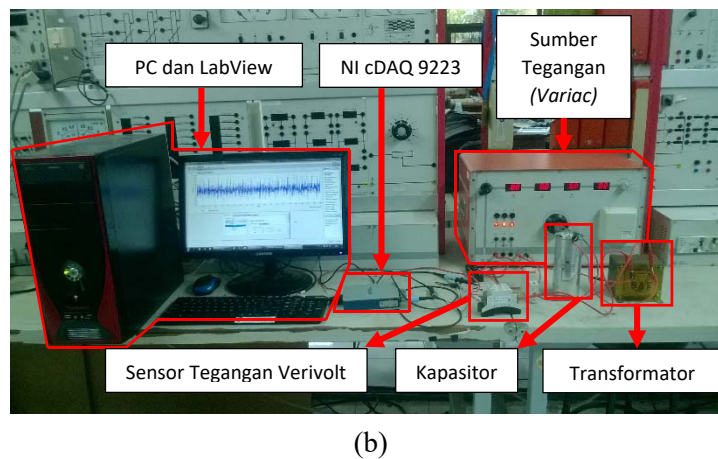 PC dan LabView
NI cDAQ 9223
Sumber
Tegangan
(Variac)
Sensor Tegangan Verivolt
Kapasitor
Transformator
(b)